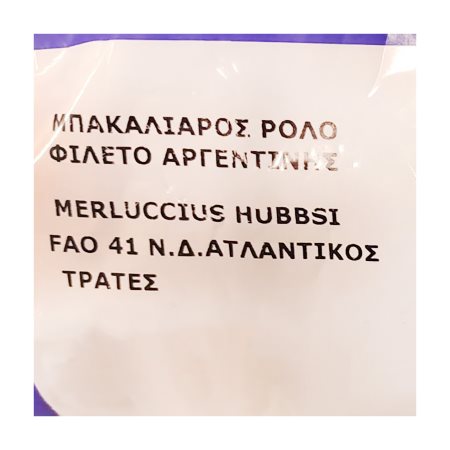 ΜΠΑΚΑΛΙΑΡΟΣ ΡΟΛΟ
ΦΙΛΕΤΟ ΑΡΓΕΝΤΙΝΗΣ
MERLUCCIUS HUBBSI
FAO 41 Ν.Δ.ΑΤΛΑΝΤΙΚΟΣ
ΤΡΑΤΕΣ